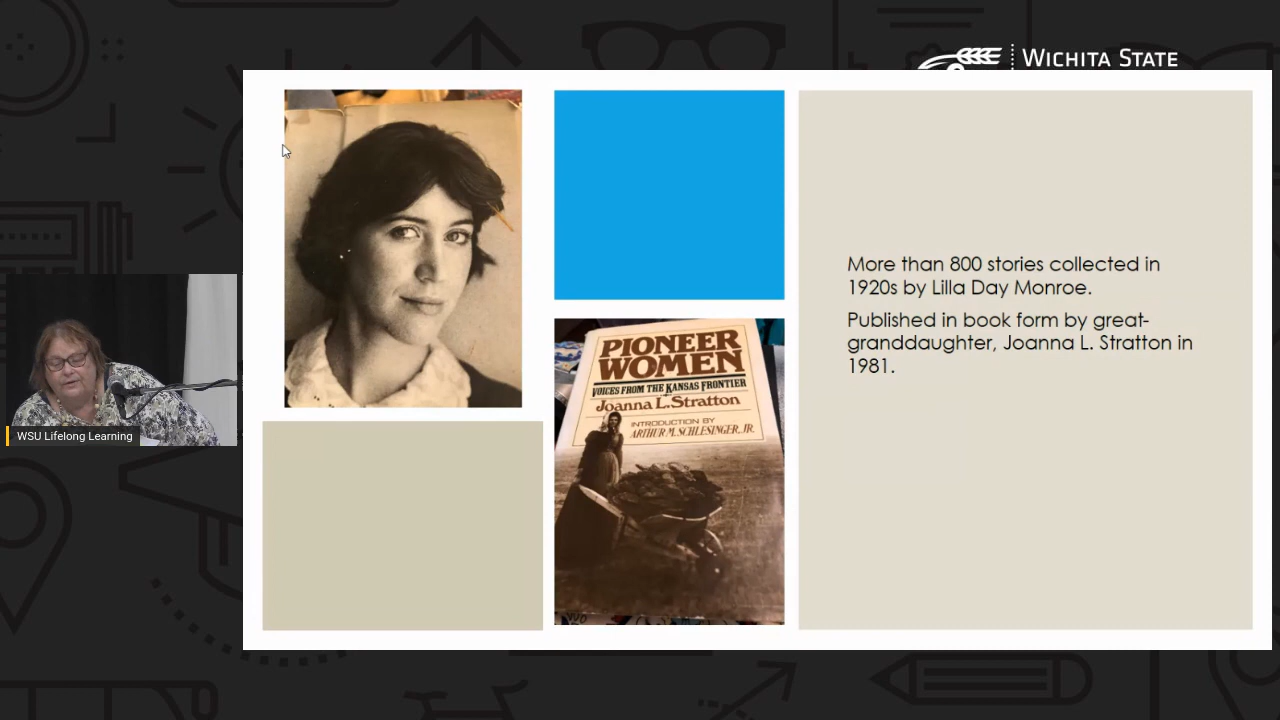 WICHITA STATE
More than 800 stories collected in
1920s by Lilla Day Monroe.
Published in book form by great-
granddaughter, Joanna L. Stratton in
1981.
PIONEER
WOMEN
VOICES FROM THE KANSAS FRONTIER
Joanna L. Stratton
INTRODUCTION BY
ARTHUR M. SCHLESINGER, JR.
WSU Lifelong Learning